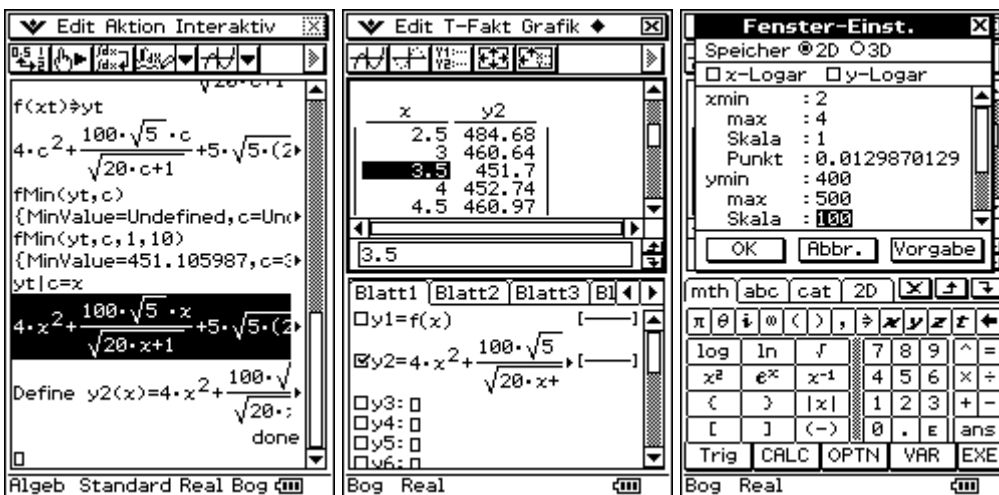 Edit Aktion Interaktiv
f(xt)⇒yt
4·c²+100·√5·c/√20·c+1+5·√5·(2▸
fMin(yt,c)
{MinValue=Undefined,c=Un▸
fMin(yt,c,1,10)
{MinValue=451.105987,c=3▸
yt|c=x
4·x²+100·√5·x/√20·x+1+5·√5·(2▸
Define y2(x)=4·x²+100·√/√20·▸
done
Algeb Standard Real Bog
Edit T-Fakt Grafik ◆
x y2
2.5 484.68
3 460.64
3.5 451.7
4 452.74
4.5 460.97
3.5
Blatt1 Blatt2 Blatt3 Bl
y1=f(x) [—]
y2=4·x²+100·√5/√20·x+▸ [—]
y3:
y4:
y5:
y6:
Bog Real
Fenster-Einst.
Speicher 2D 3D
x-Logar y-Logar
xmin :2
max :4
Skala :1
Punkt :0.0129870129
ymin :400
max :500
Skala :100
OK Abbr. Vorgabe
mth abc cat 2D
π θ i ∞ ( ) , ⇒ x y z t ←
log ln √ 7 8 9 ^ =
x² eˣ x⁻¹ 4 5 6 × ÷
( ) |x| 1 2 3 + −
[ ] (−) 0 . E ans
Trig CALC OPTN VAR EXE
Bog Real